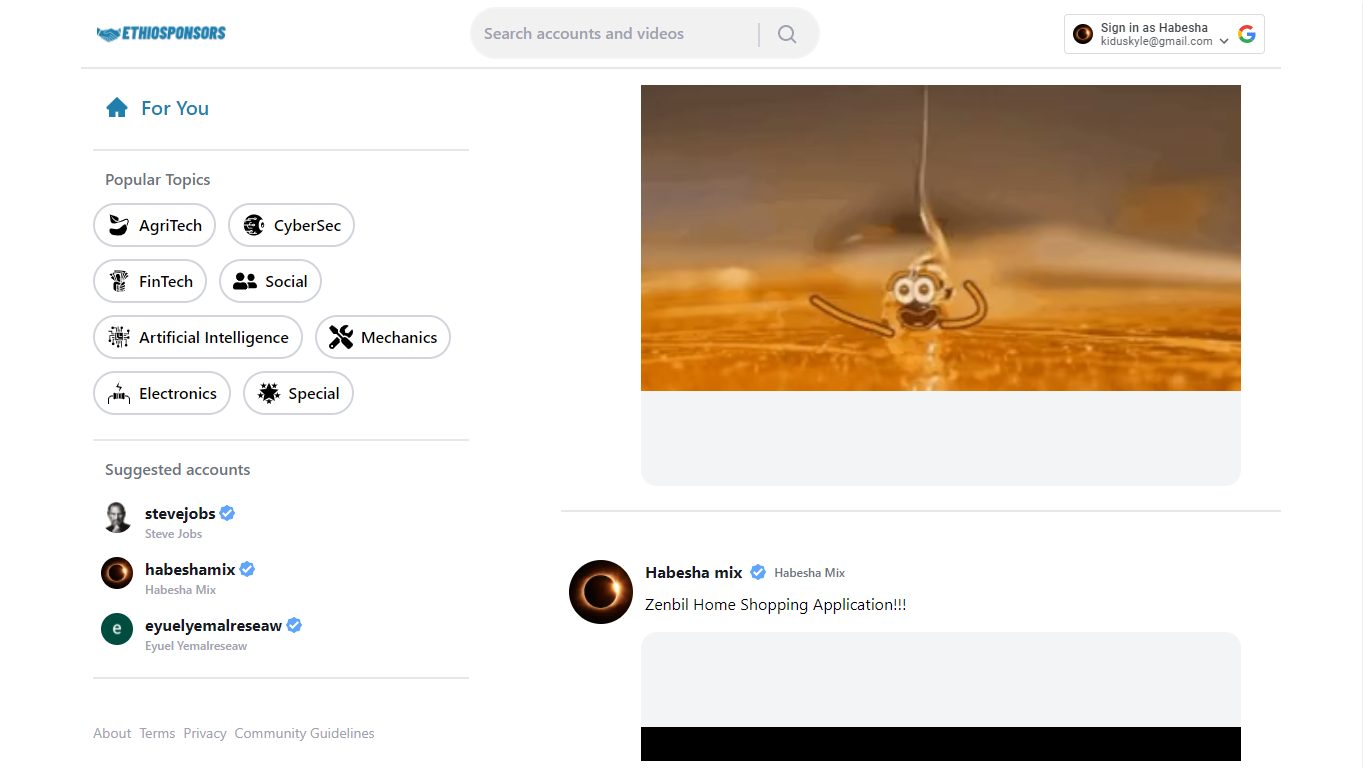 ETHIOSPONSORS
Search accounts and videos
Sign in as Habesha
kiduskyle@gmail.com
For You
Popular Topics
AgriTech
CyberSec
FinTech
Social
Artificial Intelligence
Mechanics
Electronics
Special
Suggested accounts
stevejobs
Steve Jobs
habeshamix
Habesha Mix
e
eyuelyemalreseaw
Eyuel Yemalreseaw
About Terms Privacy Community Guidelines
Habesha mix Habesha Mix
Zenbil Home Shopping Application!!!